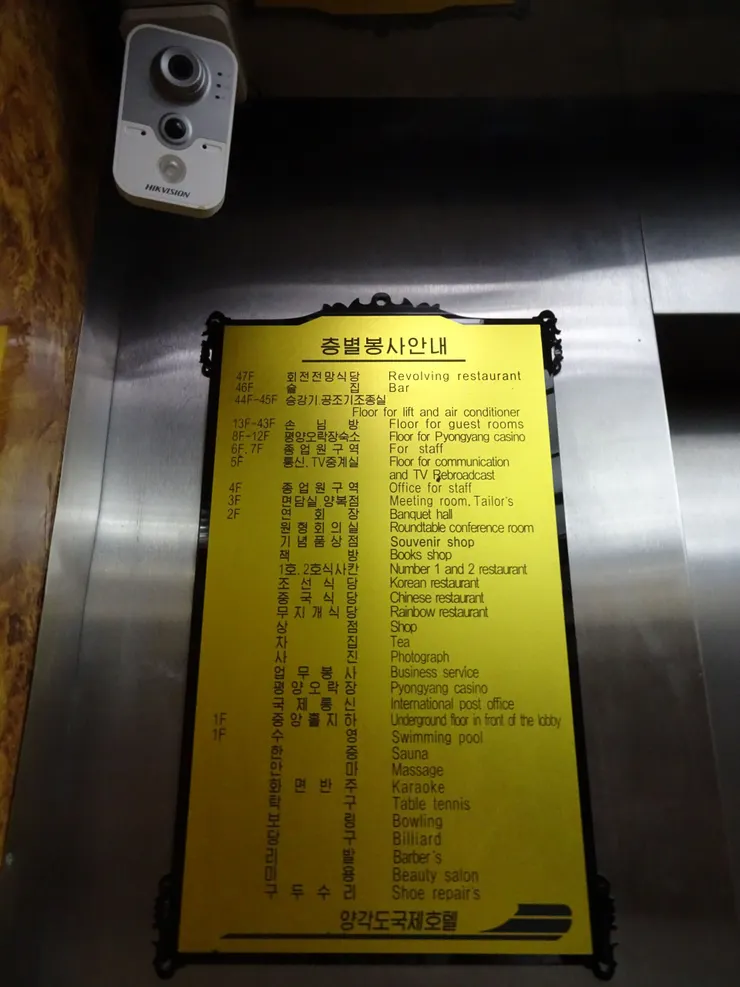 HIKVISION
층별봉사안내
47F 회전전망식당 Revolving restaurant
46F 술 집 Bar
44F-45F 승강기.공조기조종실
Floor for lift and air conditioner
13F-43F 손 님 방 Floor for guest rooms
8F-12F 평양오락장숙소 Floor for Pyongyang casino
6F, 7F 종 업 원 구 역 For staff
5F 통신, TV중계실 Floor for communication
and TV Rebroadcast
4F 종 업 원 구 역 Office for staff
3F 면담실 양복점 Meeting room, Tailor's
2F 연 회 장 Banquet hall
원 형 회 의 실 Roundtable conference room
기 념 품 상 점 Souvenir shop
책 방 Books shop
1호, 2호식사칸 Number 1 and 2 restaurant
조 선 식 당 Korean restaurant
중 국 식 당 Chinese restaurant
무 지 개 식 당 Rainbow restaurant
상 점 Shop
차 집 Tea
사 진 Photograph
업 무 봉 사 Business service
평 양 오 락 장 Pyongyang casino
국 제 통 신 International post office
1F 중 앙 홀 지 하 Underground floor in front of the lobby
1F 수 영 Swimming pool
한 증 Sauna
안 마 Massage
화 면 반 주 Karaoke
탁 구 Table tennis
보 링 Bowling
당 구 Billiard
리 발 Barber's
미 용 Beauty salon
구 두 수 리 Shoe repair's
양각도국제호텔